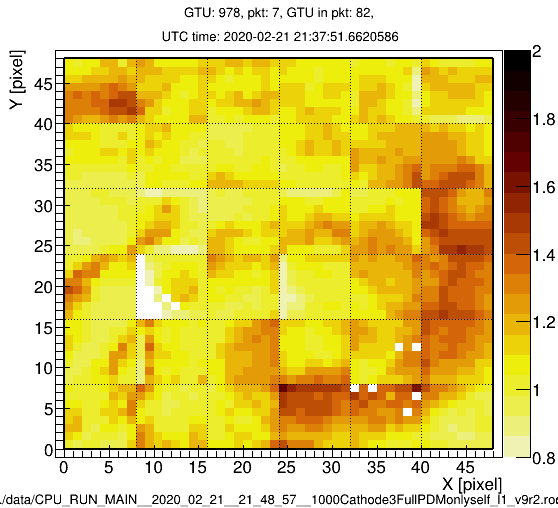 GTU: 978, pkt: 7, GTU in pkt: 82,
UTC time: 2020-02-21 21:37:51.6620586
Y [pixel]
45
40
35
30
25
20
15
10
5
0
0 5 10 15 20 25 30 35 40 45
X [pixel]
2
1.8
1.6
1.4
1.2
1
0.8
./data/CPU_RUN_MAIN__2020_02_21__21_48_57__1000Cathode3FullPDMonlyself_l1_v9r2.roo